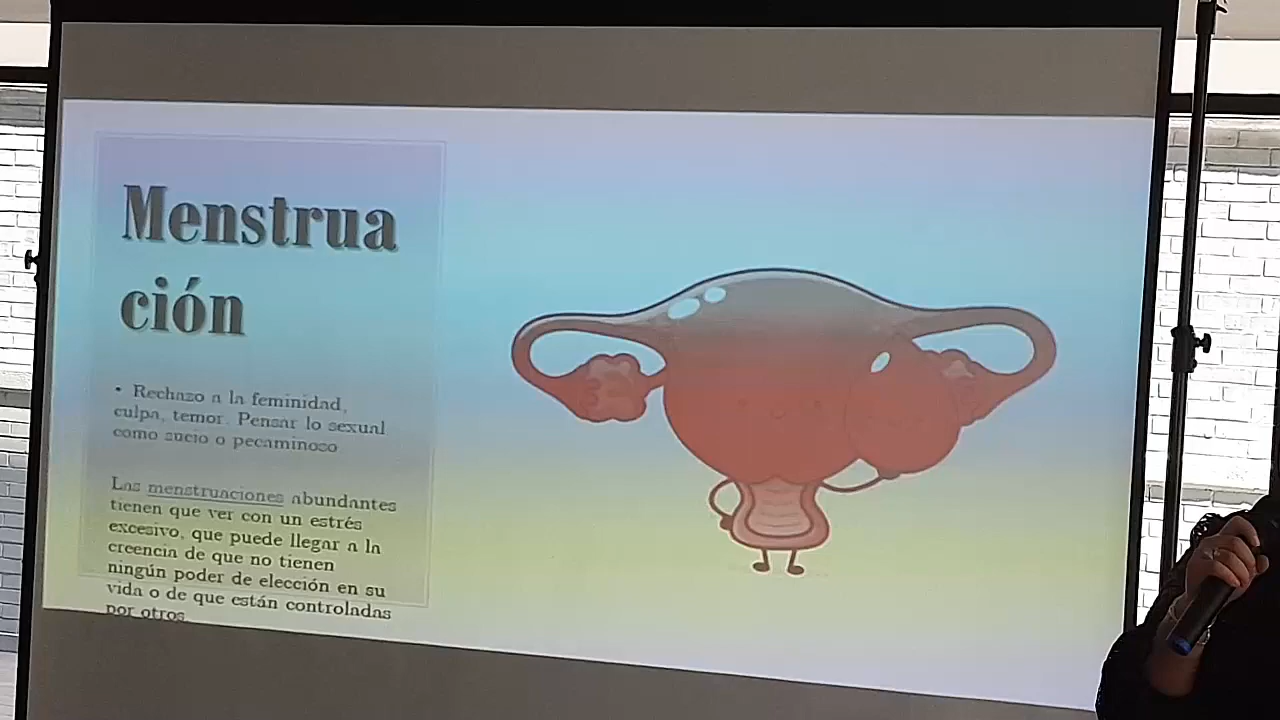 Menstrua
ción
• Rechazo a la feminidad,
culpa, temor. Pensar lo sexual
como sucio o pecaminoso
Las menstruaciones abundantes
tienen que ver con un estrés
excesivo, que puede llegar a la
creencia de que no tienen
ningún poder de elección en su
vida o de que están controladas
por otros.